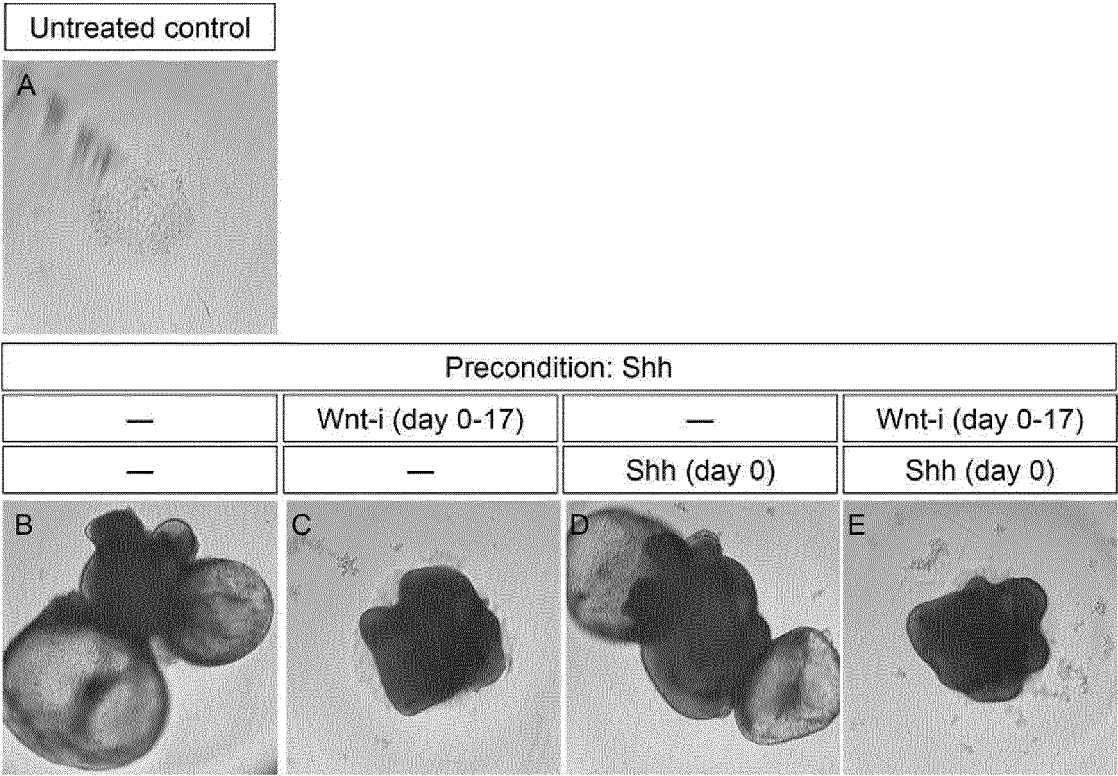 Untreated control
A
Precondition: Shh
— Wnt-i (day 0-17) — Wnt-i (day 0-17)
— — Shh (day 0) Shh (day 0)
B C D E